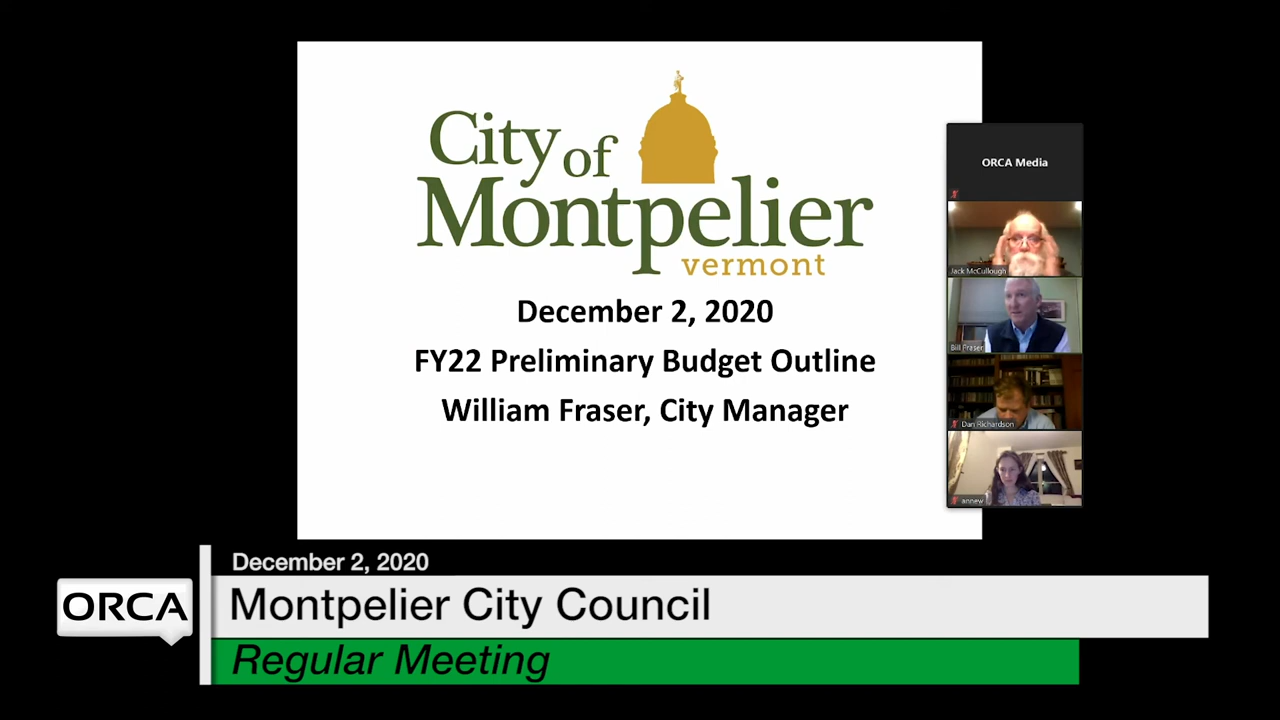 City of
Montpelier
vermont
December 2, 2020
FY22 Preliminary Budget Outline
William Fraser, City Manager
ORCA Media
Jack McCullough
Bill Fraser
Dan Richardson
annew
December 2, 2020
ORCA
Montpelier City Council
Regular Meeting